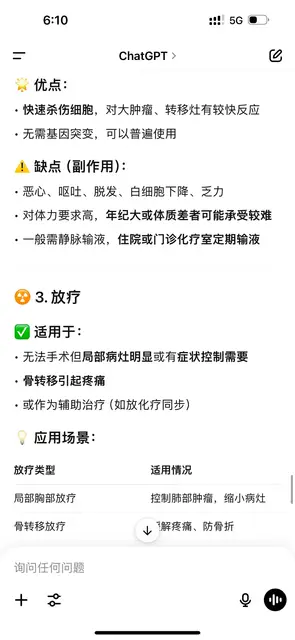 6:10
5G
ChatGPT >
优点：
• 快速杀伤细胞，对大肿瘤、转移灶有较快反应
• 无需基因突变，可以普遍使用
缺点（副作用）：
• 恶心、呕吐、脱发、白细胞下降、乏力
• 对体力要求高，年纪大或体质差者可能承受较难
• 一般需静脉输液，住院或门诊化疗室定期输液
3. 放疗
适用于：
• 无法手术但局部病灶明显或有症状控制需要
• 骨转移引起疼痛
• 或作为辅助治疗（如放化疗同步）
应用场景：
放疗类型 适用情况
局部胸部放疗 控制肺部肿瘤，缩小病灶
骨转移放疗 解疼痛、防骨折
询问任何问题